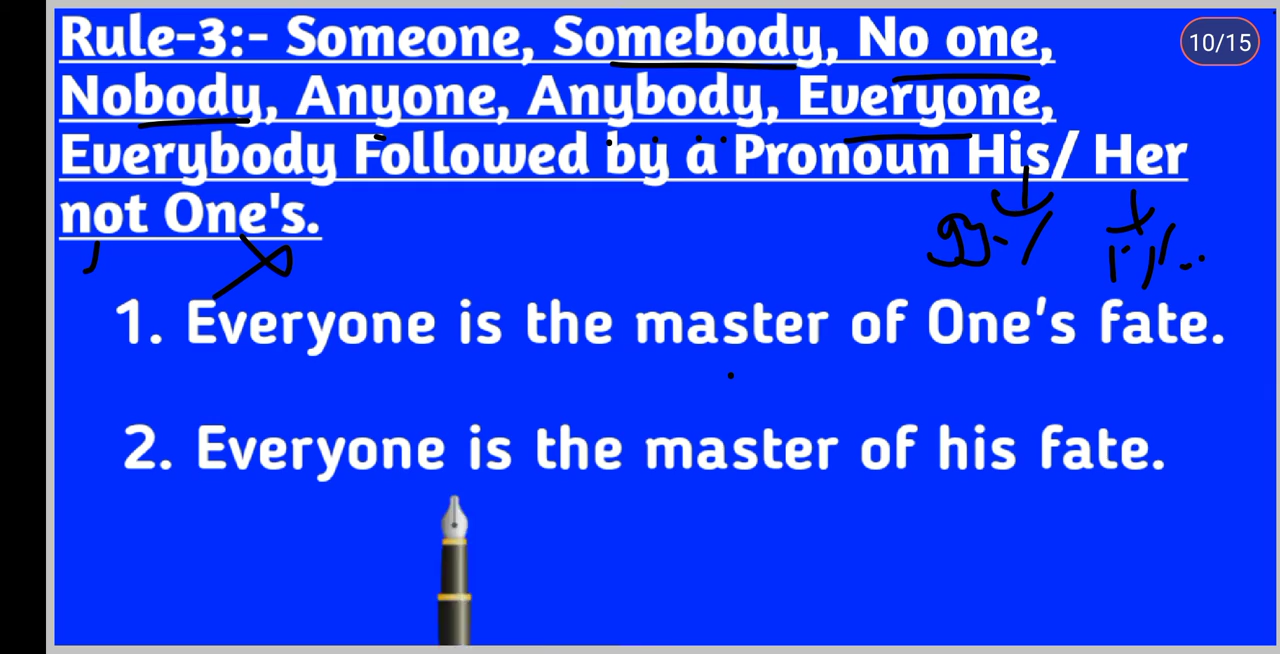 Rule-3:- Someone, Somebody, No one,
10/15
Nobody, Anyone, Anybody, Everyone,
Everybody Followed by a Pronoun His/ Her
not One's.
1. Everyone is the master of One's fate.
2. Everyone is the master of his fate.